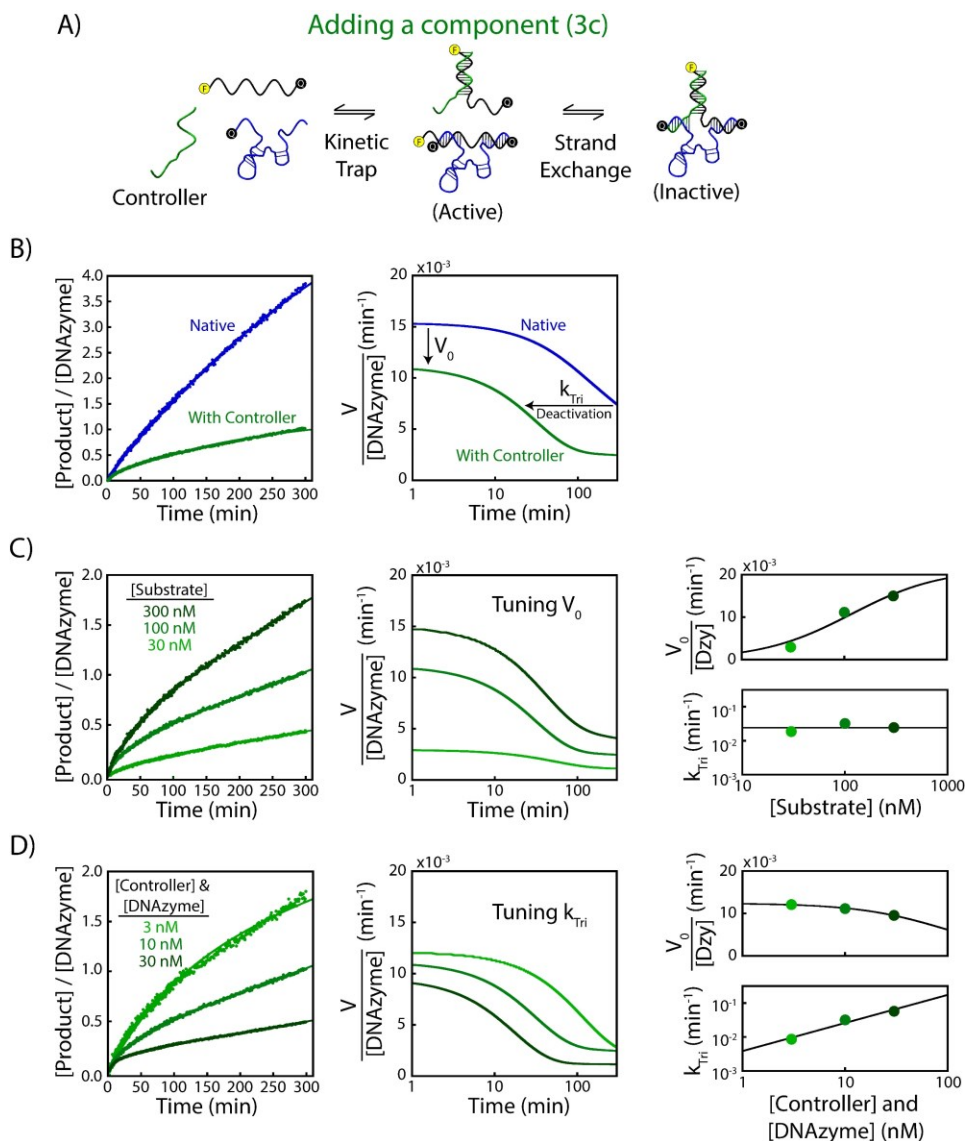 A)
Adding a component (3c)
F
Q
Q
Controller
Kinetic
Trap
F
Q
F
Q
(Active)
Strand
Exchange
F
Q
Q
(Inactive)
B)
[Product] / [DNAzyme]
4.0
3.5
3.0
2.5
2.0
1.5
1.0
0.5
0.0
Native
With Controller
0 50 100 150 200 250 300
Time (min)
V
[DNAzyme] (min⁻¹)
x10⁻³
20
15
10
5
0
Native
V₀
k_Tri
Deactivation
With Controller
1 10 100
Time (min)
C)
[Product] / [DNAzyme]
2.0
1.5
1.0
0.5
0.0
[Substrate]
300 nM
100 nM
30 nM
0 50 100 150 200 250 300
Time (min)
V
[DNAzyme] (min⁻¹)
x10⁻³
20
15
10
5
0
Tuning V₀
1 10 100
Time (min)
V₀
[Dzy] (min⁻¹)
x10⁻³
20
10
0
k_Tri (min⁻¹)
10⁻¹
10⁻²
10⁻³
10 100 1000
[Substrate] (nM)
D)
[Product] / [DNAzyme]
2.0
1.5
1.0
0.5
0.0
[Controller] &
[DNAzyme]
3 nM
10 nM
30 nM
0 50 100 150 200 250 300
Time (min)
V
[DNAzyme] (min⁻¹)
x10⁻³
20
15
10
5
0
Tuning k_Tri
1 10 100
Time (min)
V₀
[Dzy] (min⁻¹)
x10⁻³
20
10
0
k_Tri (min⁻¹)
10⁻¹
10⁻²
10⁻³
1 10 100
[Controller] and
[DNAzyme] (nM)